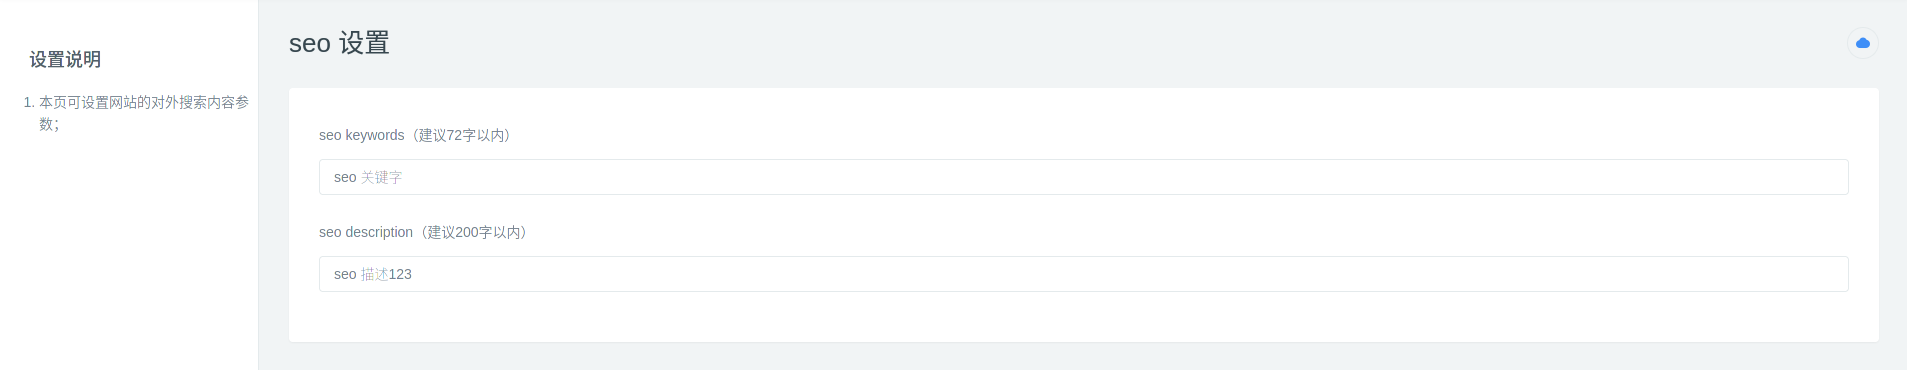 设置说明
1. 本页可设置网站的对外搜索内容参
数；
seo 设置
seo keywords（建议72字以内）
seo 关键字
seo description（建议200字以内）
seo 描述123